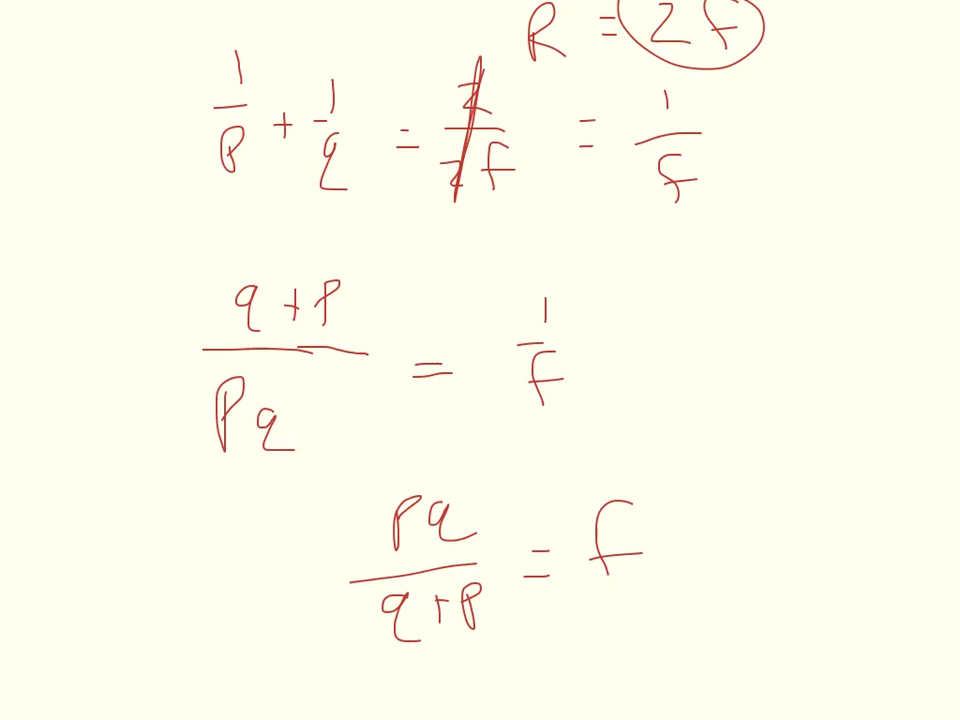 R = 2f
1/p + 1/q = 2/2f = 1/f
q + p / pq = 1/f
pq / q + p = f